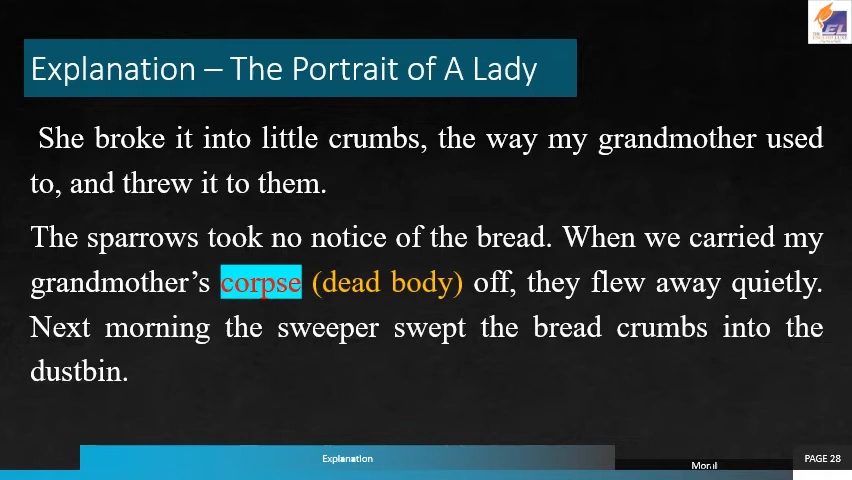 EL
Explanation – The Portrait of A Lady
She broke it into little crumbs, the way my grandmother used
to, and threw it to them.
The sparrows took no notice of the bread. When we carried my
grandmother’s corpse (dead body) off, they flew away quietly.
Next morning the sweeper swept the bread crumbs into the
dustbin.
Explanation
Moral
PAGE 28